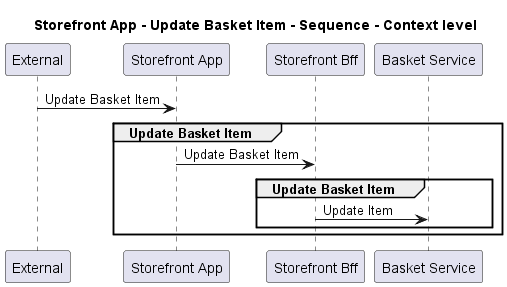 Storefront App - Update Basket Item - Sequence - Context level
External
Storefront App
Storefront Bff
Basket Service
Update Basket Item
Update Basket Item
Update Basket Item
Update Basket Item
Update Item
External
Storefront App
Storefront Bff
Basket Service